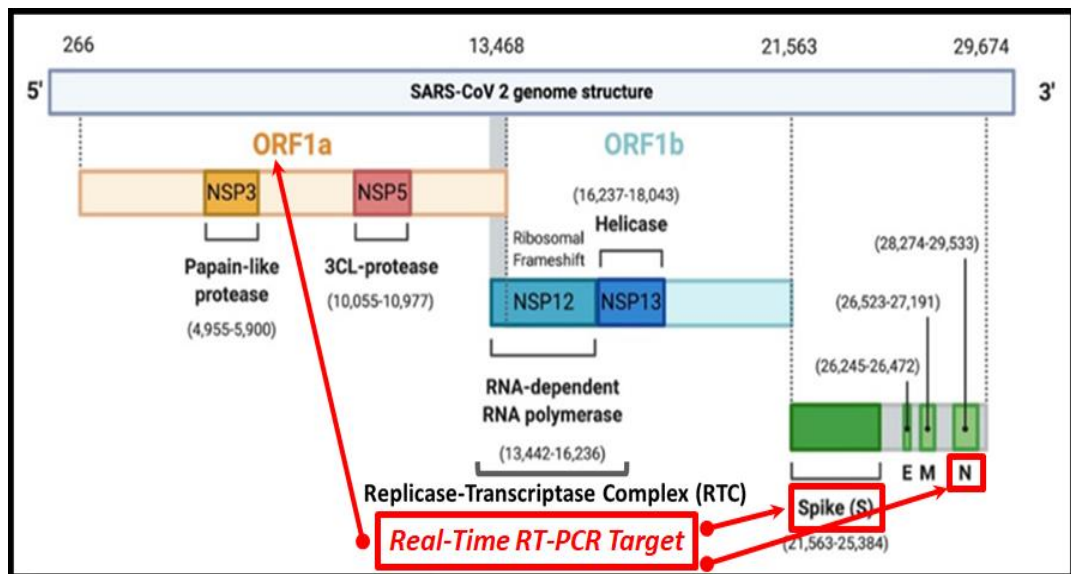 266 13,468 21,563 29,674
5' SARS-CoV 2 genome structure 3'
ORF1a ORF1b
NSP3 NSP5
(16,237-18,043)
Helicase
Ribosomal
Frameshift
Papain-like
protease
(4,955-5,900)
3CL-protease
(10,055-10,977)
NSP12 NSP13
(28,274-29,533)
(26,523-27,191)
(26,245-26,472)
RNA-dependent
RNA polymerase
(13,442-16,236)
E M N
Replicase-Transcriptase Complex (RTC)
Spike (S)
(21,563-25,384)
Real-Time RT-PCR Target